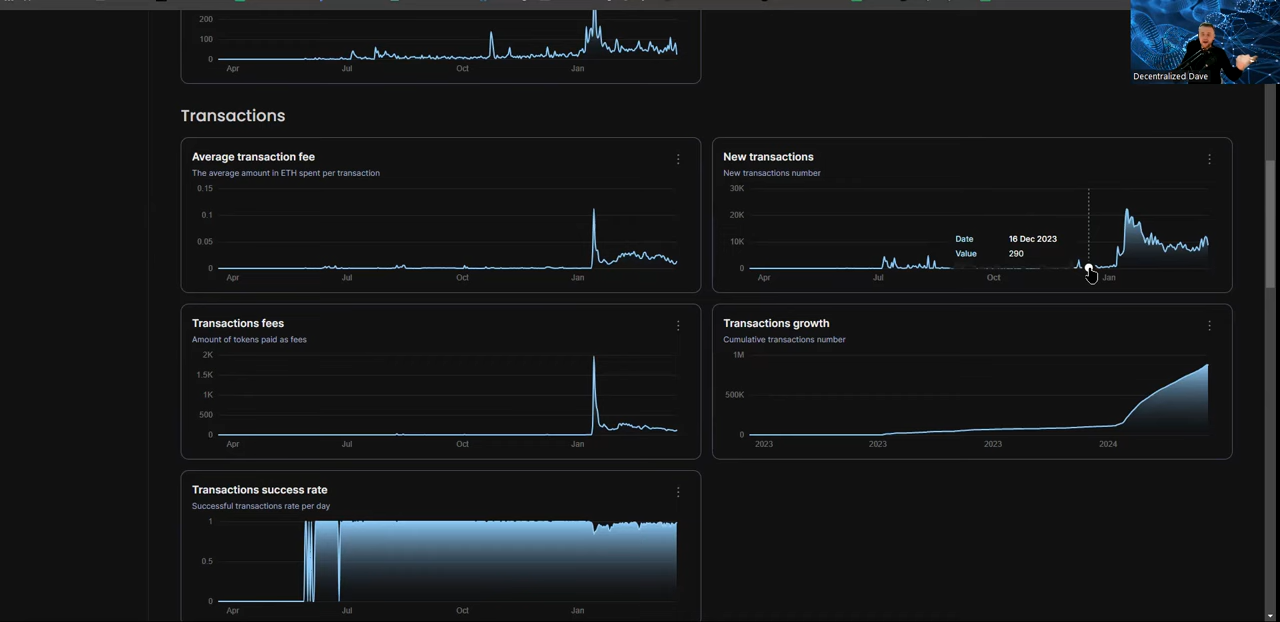 200
100
0
Apr Jul Oct Jan
Decentralized Dave
Transactions
Average transaction fee
The average amount in ETH spent per transaction
0.15
0.1
0.05
0
Apr Jul Oct Jan
New transactions
New transactions number
30K
20K
10K
0
Date 16 Dec 2023
Value 290
Apr Jul Oct Jan
Transactions fees
Amount of tokens paid as fees
2K
1.5K
1K
500
0
Apr Jul Oct Jan
Transactions growth
Cumulative transactions number
1M
500K
0
2023 2023 2023 2024
Transactions success rate
Successful transactions rate per day
1
0.5
0
Apr Jul Oct Jan